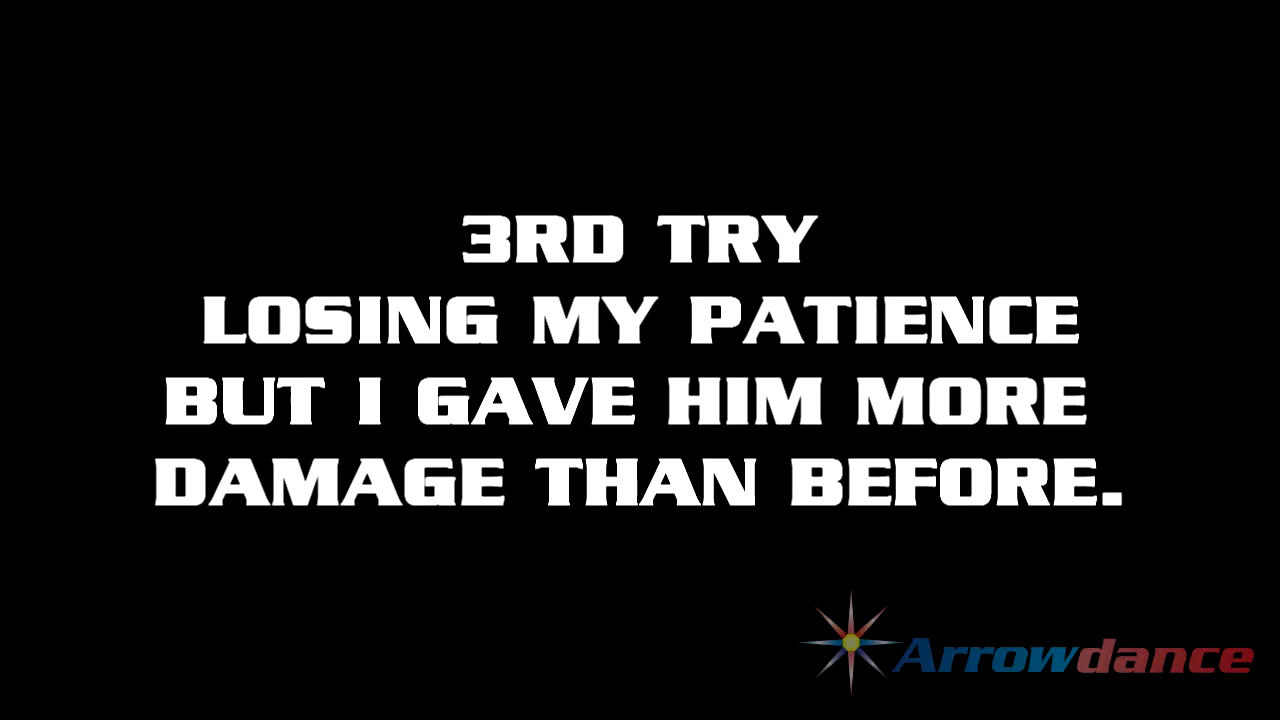 3RD TRY
LOSING MY PATIENCE
BUT I GAVE HIM MORE
DAMAGE THAN BEFORE.
Arrowdance